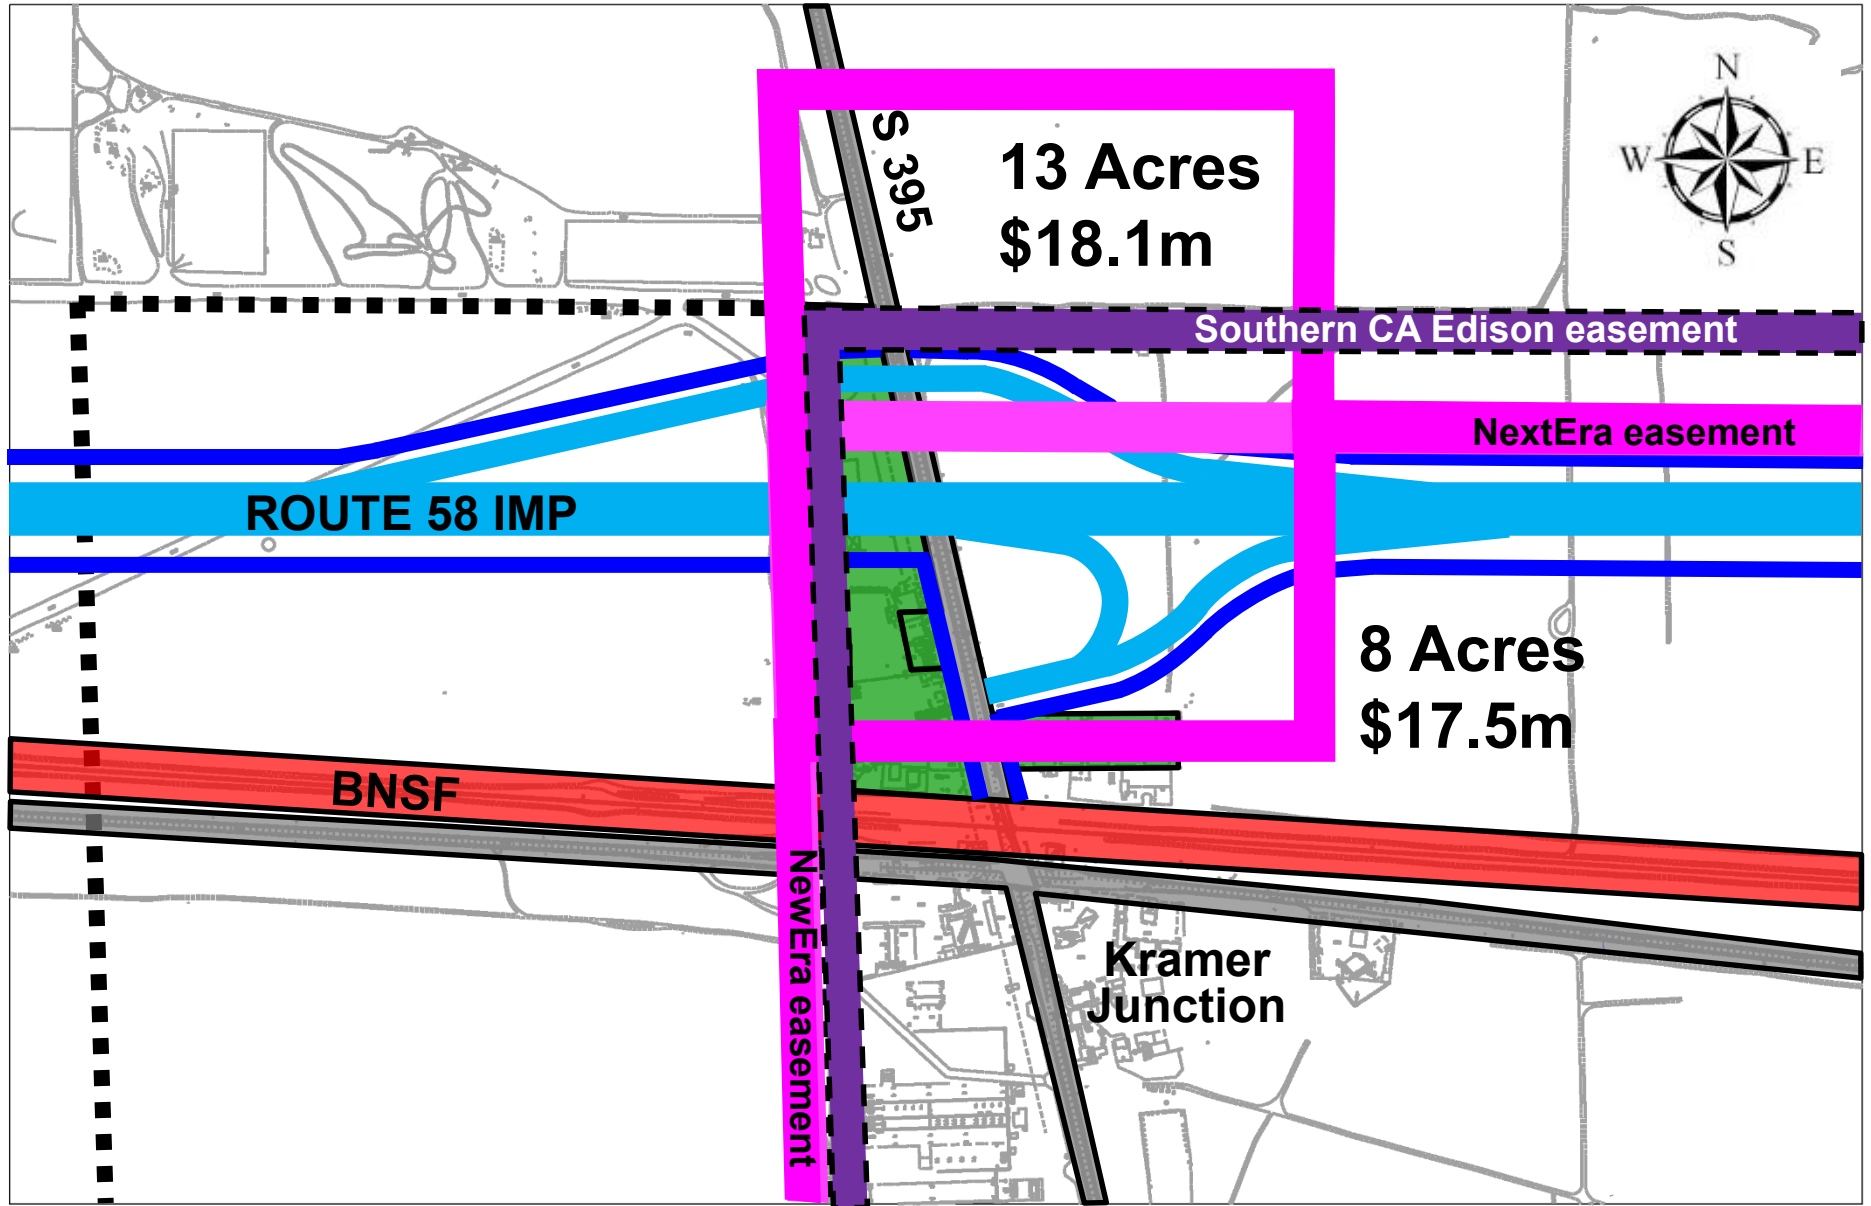 N
W
E
S
S 395
13 Acres
$18.1m
Southern CA Edison easement
NextEra easement
ROUTE 58 IMP
8 Acres
$17.5m
BNSF
NewEra easement
Kramer
Junction